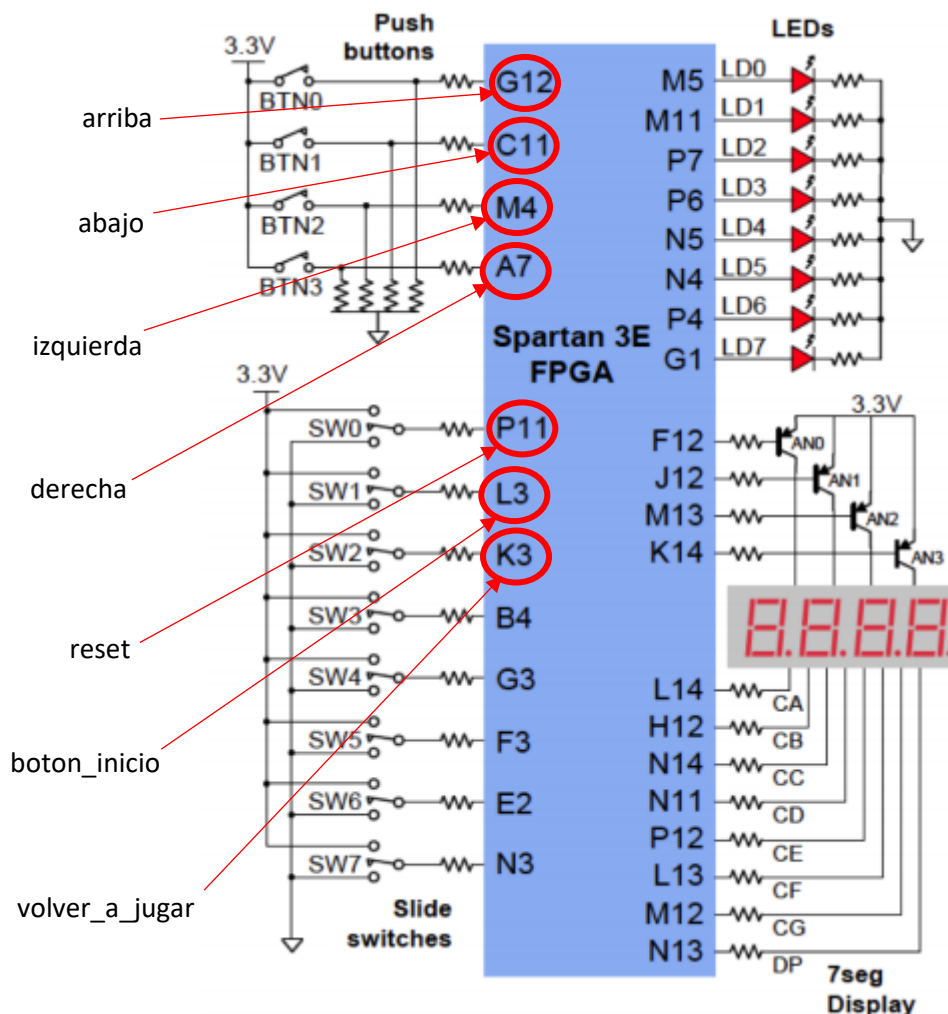 Push
buttons
3.3V
BTN0
BTN1
BTN2
BTN3
arriba
abajo
izquierda
derecha
reset
boton_inicio
volver_a_jugar
G12
C11
M4
A7
Spartan 3E
FPGA
3.3V
SW0
SW1
SW2
SW3
SW4
SW5
SW6
SW7
P11
L3
K3
B4
G3
F3
E2
N3
Slide
switches
LEDs
M5 LD0
M11 LD1
P7 LD2
P6 LD3
N5 LD4
N4 LD5
P4 LD6
G1 LD7
3.3V
F12 AN0
J12 AN1
M13 AN2
K14 AN3
8.8.8.8.
L14 CA
H12 CB
N14 CC
N11 CD
P12 CE
L13 CF
M12 CG
N13 DP
7seg
Display